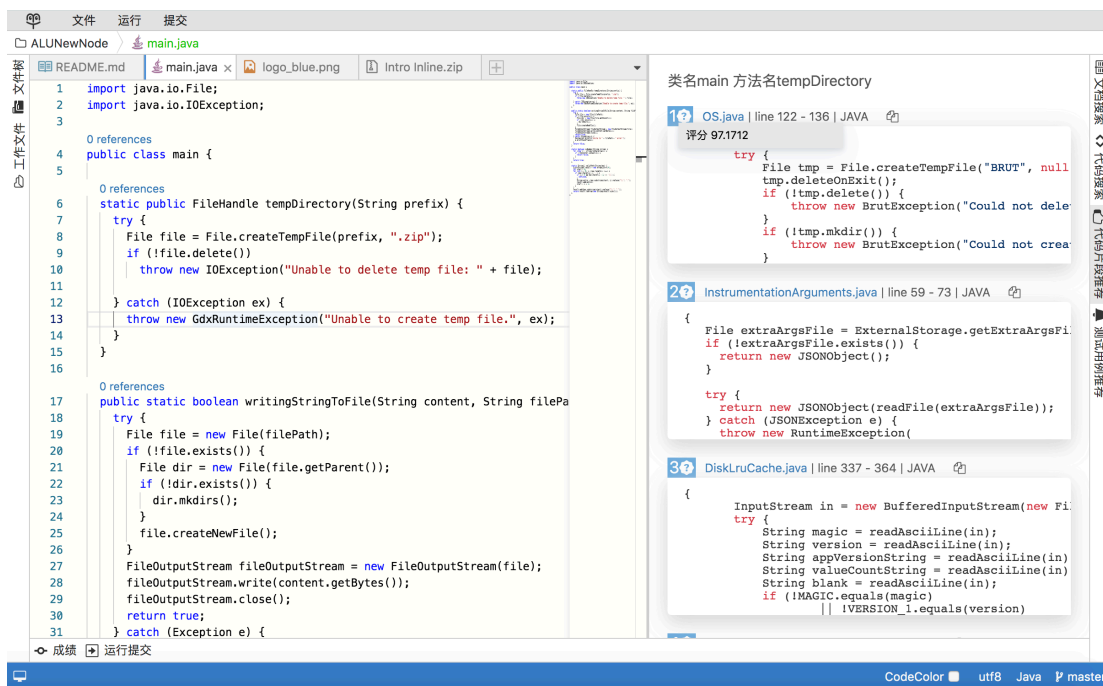 文件 运行 提交
ALUNewNode main.java
文件树
工作文件
README.md main.java × logo_blue.png Intro Inline.zip
1 import java.io.File;
2 import java.io.IOException;
3
0 references
4 public class main {
5
0 references
6 static public FileHandle tempDirectory(String prefix) {
7 try {
8 File file = File.createTempFile(prefix, ".zip");
9 if (!file.delete())
10 throw new IOException("Unable to delete temp file: " + file);
11
12 } catch (IOException ex) {
13 throw new GdxRuntimeException("Unable to create temp file.", ex);
14 }
15 }
16
0 references
17 public static boolean writingStringToFile(String content, String filePa
18 try {
19 File file = new File(filePath);
20 if (!file.exists()) {
21 File dir = new File(file.getParent());
22 if (!dir.exists()) {
23 dir.mkdirs();
24 }
25 file.createNewFile();
26 }
27 FileOutputStream fileOutputStream = new FileOutputStream(file);
28 fileOutputStream.write(content.getBytes());
29 fileOutputStream.close();
30 return true;
31 } catch (Exception e) {
类名main 方法名tempDirectory
1 ? OS.java | line 122 - 136 | JAVA
评分 97.1712
try {
File tmp = File.createTempFile("BRUT", null
tmp.deleteOnExit();
if (!tmp.delete()) {
throw new BrutException("Could not dele
}
if (!tmp.mkdir()) {
throw new BrutException("Could not crea
}
2 ? InstrumentationArguments.java | line 59 - 73 | JAVA
{
File extraArgsFile = ExternalStorage.getExtraArgsFi
if (!extraArgsFile.exists()) {
return new JSONObject();
}
try {
return new JSONObject(readFile(extraArgsFile));
} catch (JSONException e) {
throw new RuntimeException(
3 ? DiskLruCache.java | line 337 - 364 | JAVA
{
InputStream in = new BufferedInputStream(new Fi
try {
String magic = readAsciiLine(in);
String version = readAsciiLine(in);
String appVersionString = readAsciiLine(in)
String valueCountString = readAsciiLine(in)
String blank = readAsciiLine(in);
if (!MAGIC.equals(magic)
|| !VERSION_1.equals(version)
文档搜索
代码搜索
代码片段推荐
测试用例推荐
成绩 运行提交
CodeColor utf8 Java master